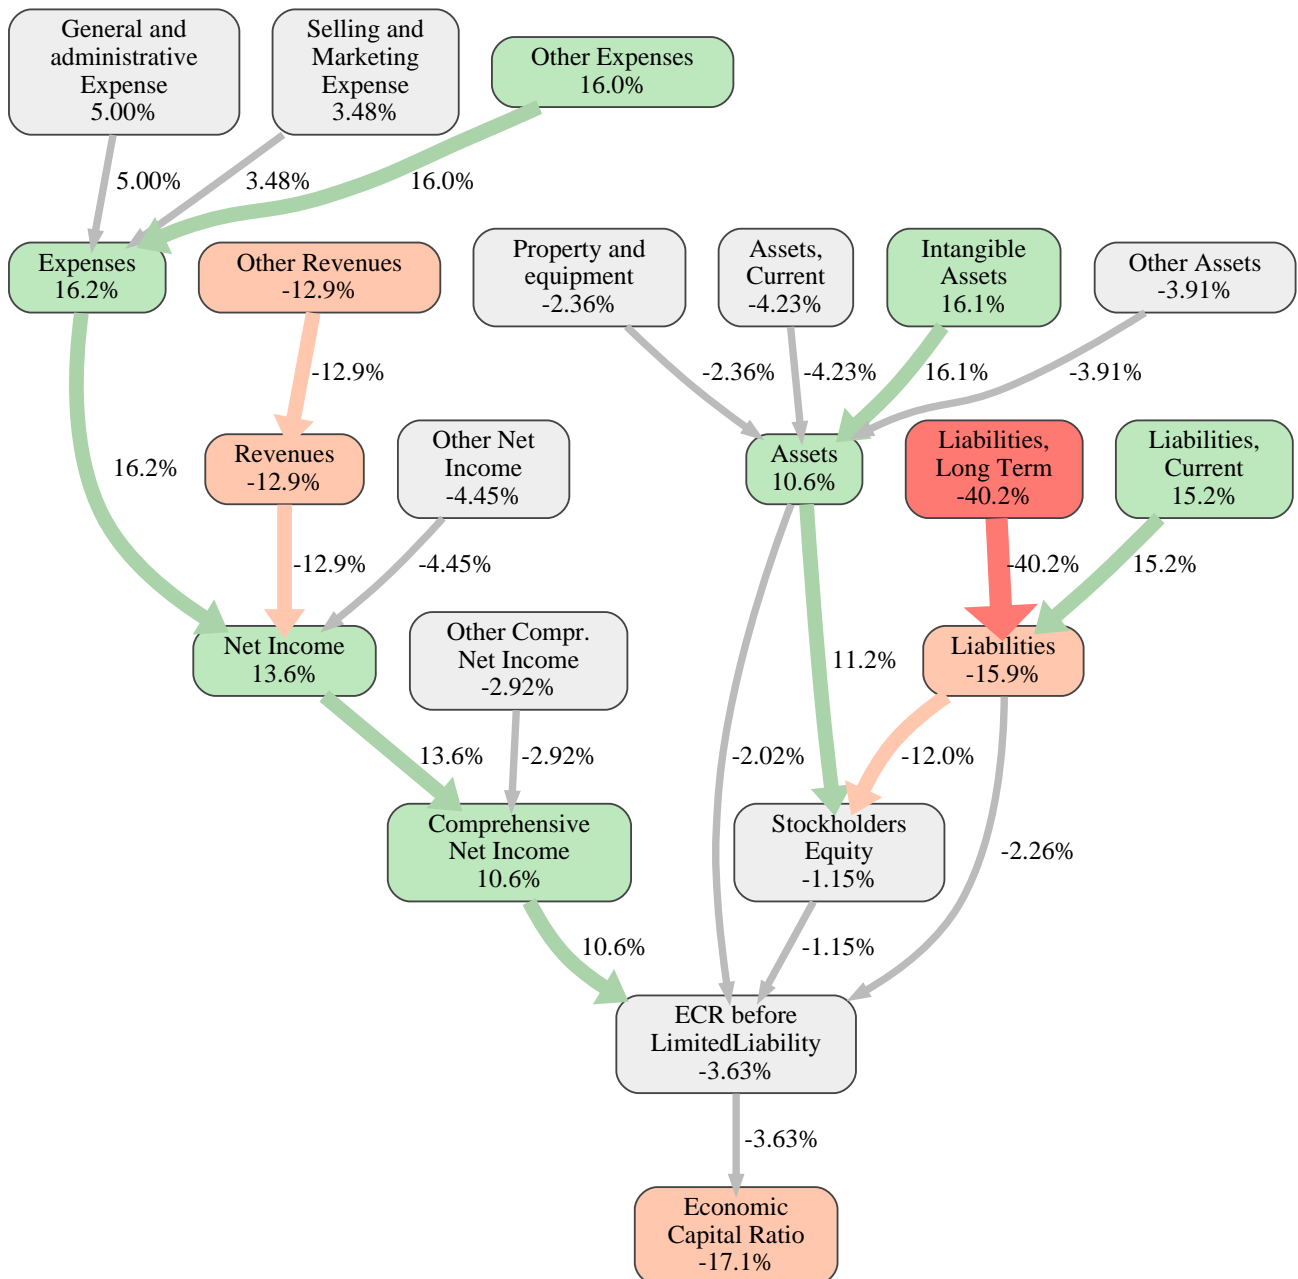 General and
administrative
Expense
5.00%
Selling and
Marketing
Expense
3.48%
Other Expenses
16.0%
5.00%
3.48%
16.0%
Expenses
16.2%
Other Revenues
-12.9%
Property and
equipment
-2.36%
Assets,
Current
-4.23%
Intangible
Assets
16.1%
Other Assets
-3.91%
-12.9%
-2.36%
-4.23%
16.1%
-3.91%
16.2%
Revenues
-12.9%
Other Net
Income
-4.45%
Assets
10.6%
Liabilities,
Long Term
-40.2%
Liabilities,
Current
15.2%
-12.9%
-4.45%
-40.2%
15.2%
Net Income
13.6%
Other Compr.
Net Income
-2.92%
11.2%
Liabilities
-15.9%
13.6%
-2.92%
-2.02%
-12.0%
Comprehensive
Net Income
10.6%
Stockholders
Equity
-1.15%
-2.26%
10.6%
-1.15%
ECR before
LimitedLiability
-3.63%
-3.63%
Economic
Capital Ratio
-17.1%